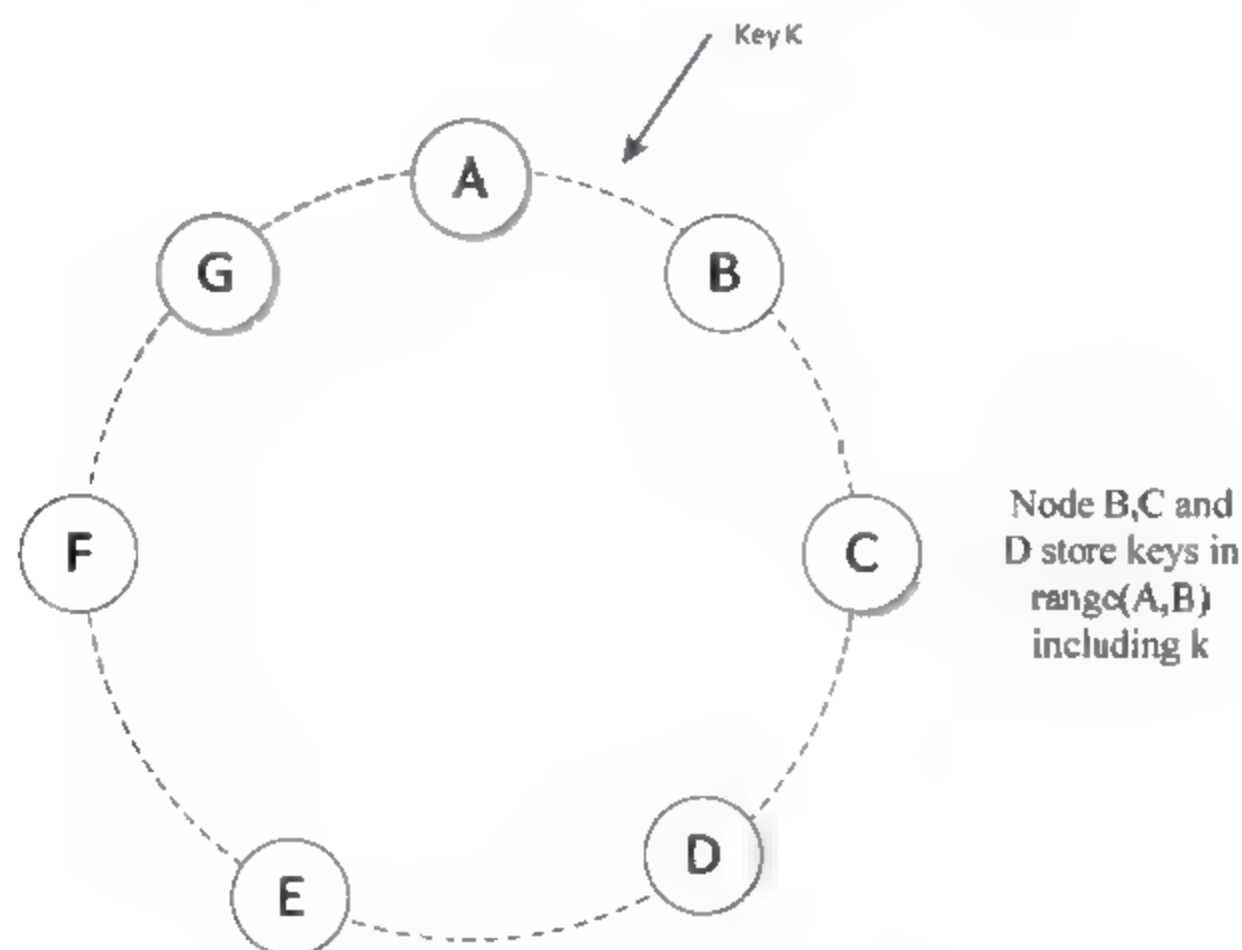 Key K
A
G
B
F
C
Node B,C and
D store keys in
range(A,B)
including k
D
E